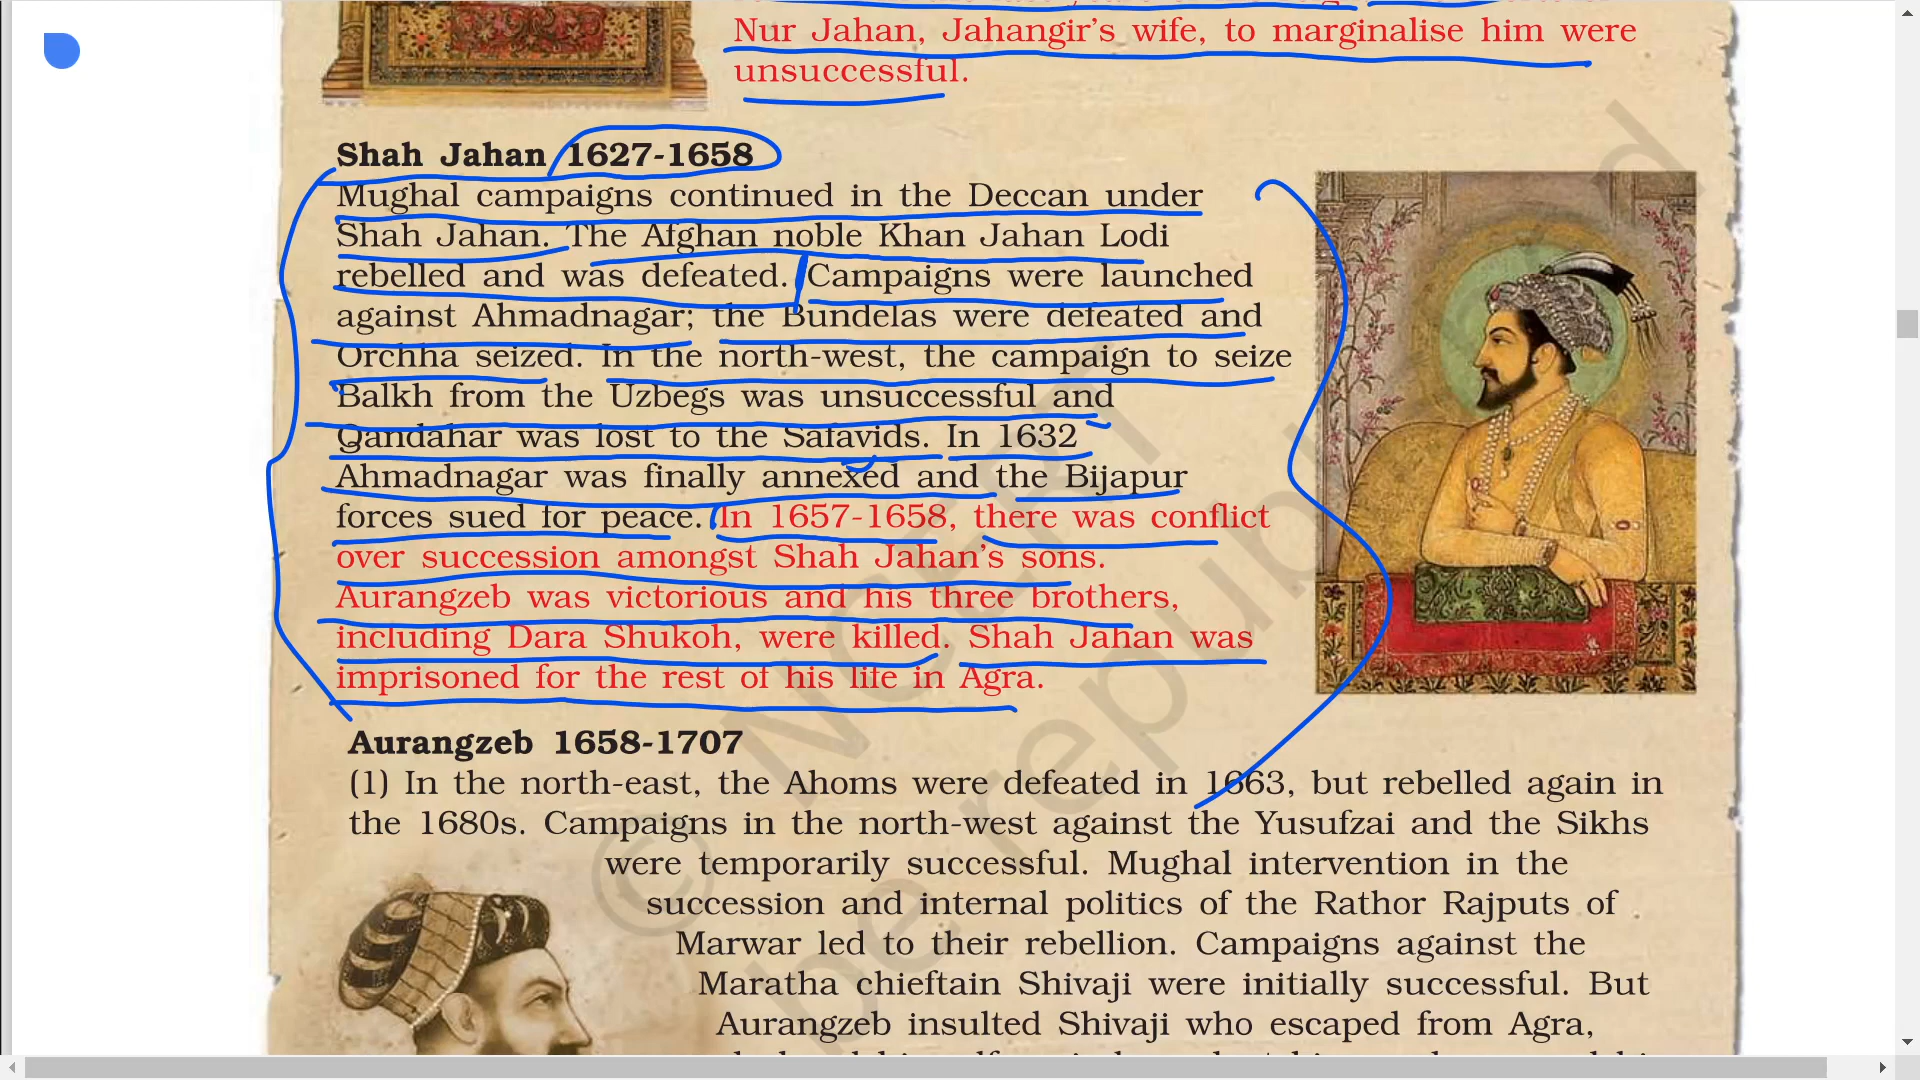 Nur Jahan, Jahangir's wife, to marginalise him were
unsuccessful.
Shah Jahan 1627-1658
Mughal campaigns continued in the Deccan under
Shah Jahan. The Afghan noble Khan Jahan Lodi
rebelled and was defeated. Campaigns were launched
against Ahmadnagar; the Bundelas were defeated and
Orchha seized. In the north-west, the campaign to seize
Balkh from the Uzbegs was unsuccessful and
Qandahar was lost to the Safavids. In 1632
Ahmadnagar was finally annexed and the Bijapur
forces sued for peace. In 1657-1658, there was conflict
over succession amongst Shah Jahan's sons.
Aurangzeb was victorious and his three brothers,
including Dara Shukoh, were killed. Shah Jahan was
imprisoned for the rest of his life in Agra.
Aurangzeb 1658-1707
(1) In the north-east, the Ahoms were defeated in 1663, but rebelled again in
the 1680s. Campaigns in the north-west against the Yusufzai and the Sikhs
were temporarily successful. Mughal intervention in the
succession and internal politics of the Rathor Rajputs of
Marwar led to their rebellion. Campaigns against the
Maratha chieftain Shivaji were initially successful. But
Aurangzeb insulted Shivaji who escaped from Agra,
© NCERT
be republi d